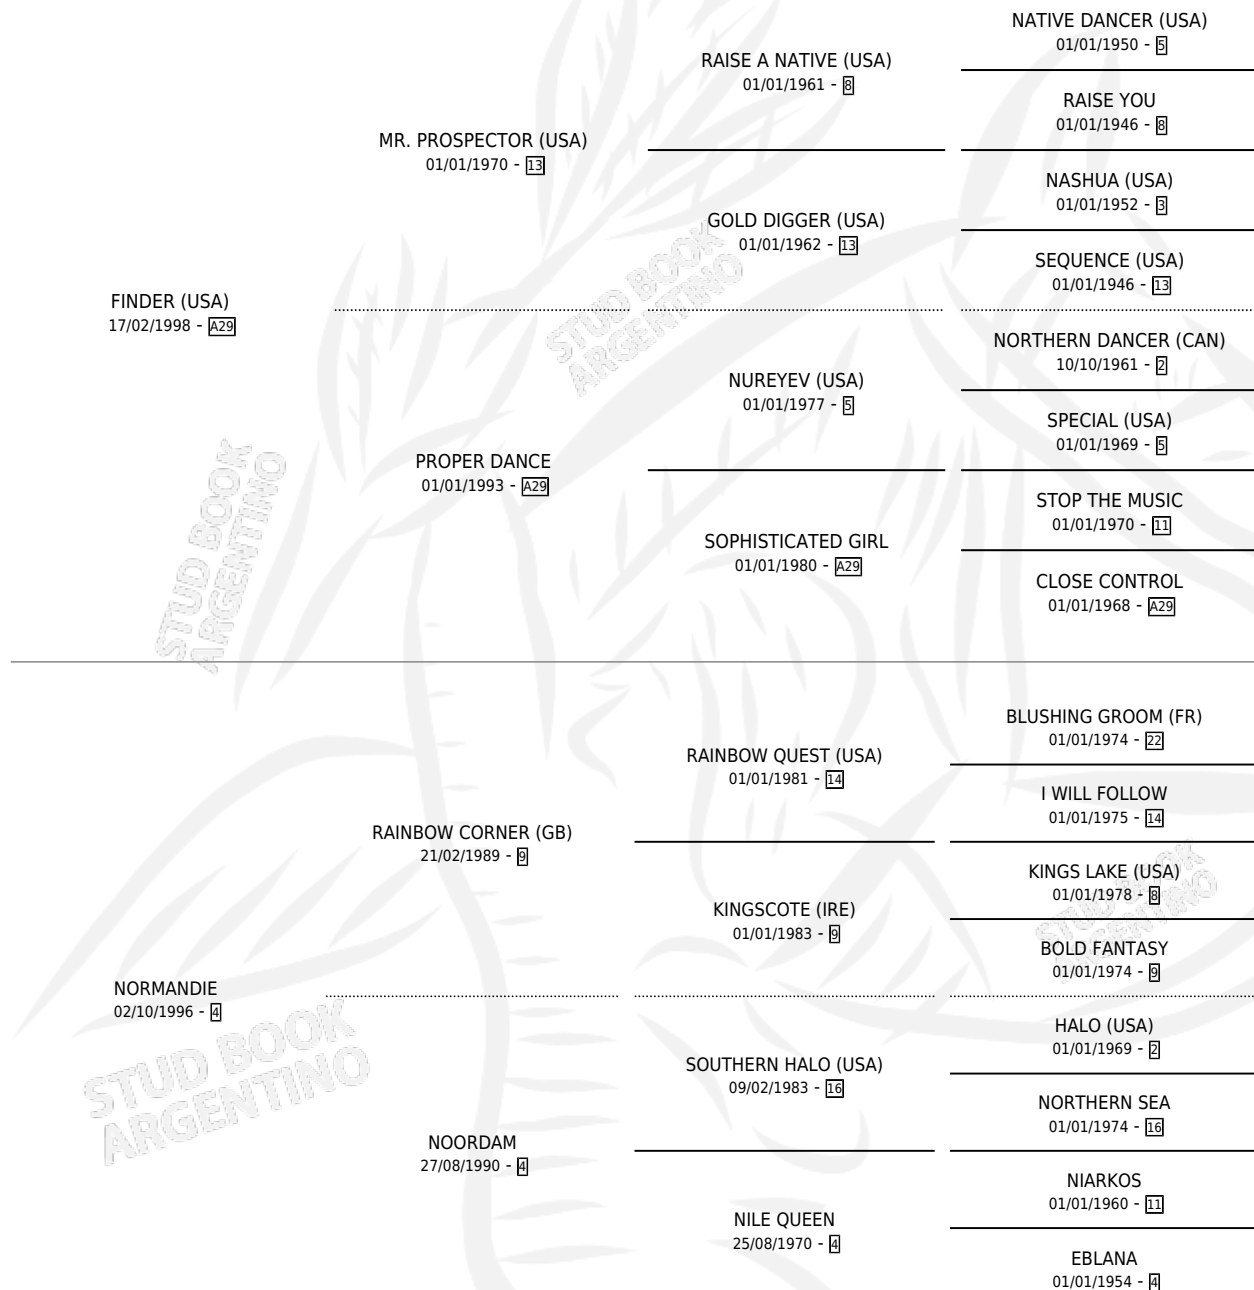 NATIVE DANCER (USA)
01/01/1950 - 5
RAISE A NATIVE (USA)
01/01/1961 - 8
RAISE YOU
01/01/1946 - 8
MR. PROSPECTOR (USA)
01/01/1970 - 13
NASHUA (USA)
01/01/1952 - 3
GOLD DIGGER (USA)
01/01/1962 - 13
SEQUENCE (USA)
01/01/1946 - 13
FINDER (USA)
17/02/1998 - A29
NORTHERN DANCER (CAN)
10/10/1961 - 2
NUREYEV (USA)
01/01/1977 - 5
SPECIAL (USA)
01/01/1969 - 5
PROPER DANCE
01/01/1993 - A29
STOP THE MUSIC
01/01/1970 - 11
SOPHISTICATED GIRL
01/01/1980 - A29
CLOSE CONTROL
01/01/1968 - A29
BLUSHING GROOM (FR)
01/01/1974 - 22
RAINBOW QUEST (USA)
01/01/1981 - 14
I WILL FOLLOW
01/01/1975 - 14
RAINBOW CORNER (GB)
21/02/1989 - 9
KINGS LAKE (USA)
01/01/1978 - 8
KINGSCOTE (IRE)
01/01/1983 - 9
BOLD FANTASY
01/01/1974 - 9
NORMANDIE
02/10/1996 - 4
HALO (USA)
01/01/1969 - 2
SOUTHERN HALO (USA)
09/02/1983 - 16
NORTHERN SEA
01/01/1974 - 16
NOORDAM
27/08/1990 - 4
NIARKOS
01/01/1960 - 11
NILE QUEEN
25/08/1970 - 4
EBLANA
01/01/1954 - 4
STUD BOOK
ARGENTINO
STUD BOOK
ARGENTINO
STUD BOOK
ARGENTINO
STUD BOOK
ARGENTINO